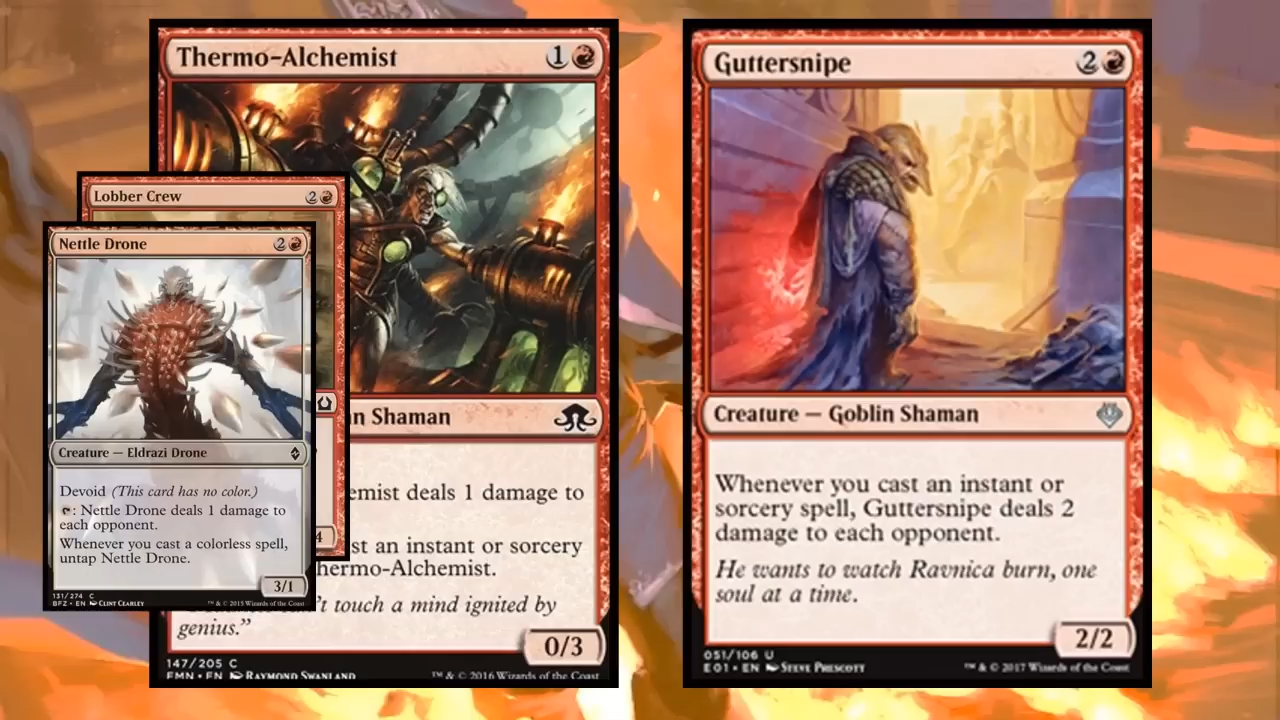 Thermo-Alchemist 1
n Shaman
emist deals 1 damage to
st an instant or sorcery
hermo-Alchemist.
't touch a mind ignited by
genius.”
0/3
147/205 C
EMN • EN Raymond Swanland ™ & © 2016 Wizards of the Coast
Lobber Crew 2
4
Nettle Drone 2
Creature — Eldrazi Drone
Devoid (This card has no color.)
: Nettle Drone deals 1 damage to
each opponent.
Whenever you cast a colorless spell,
untap Nettle Drone.
3/1
131/274 C
BFZ • EN Clint Cearley ™ & © 2015 Wizards of the Coast
Guttersnipe 2
Creature — Goblin Shaman
Whenever you cast an instant or
sorcery spell, Guttersnipe deals 2
damage to each opponent.
He wants to watch Ravnica burn, one
soul at a time.
2/2
051/106 U
E01 • EN Steve Prescott ™ & © 2017 Wizards of the Coast